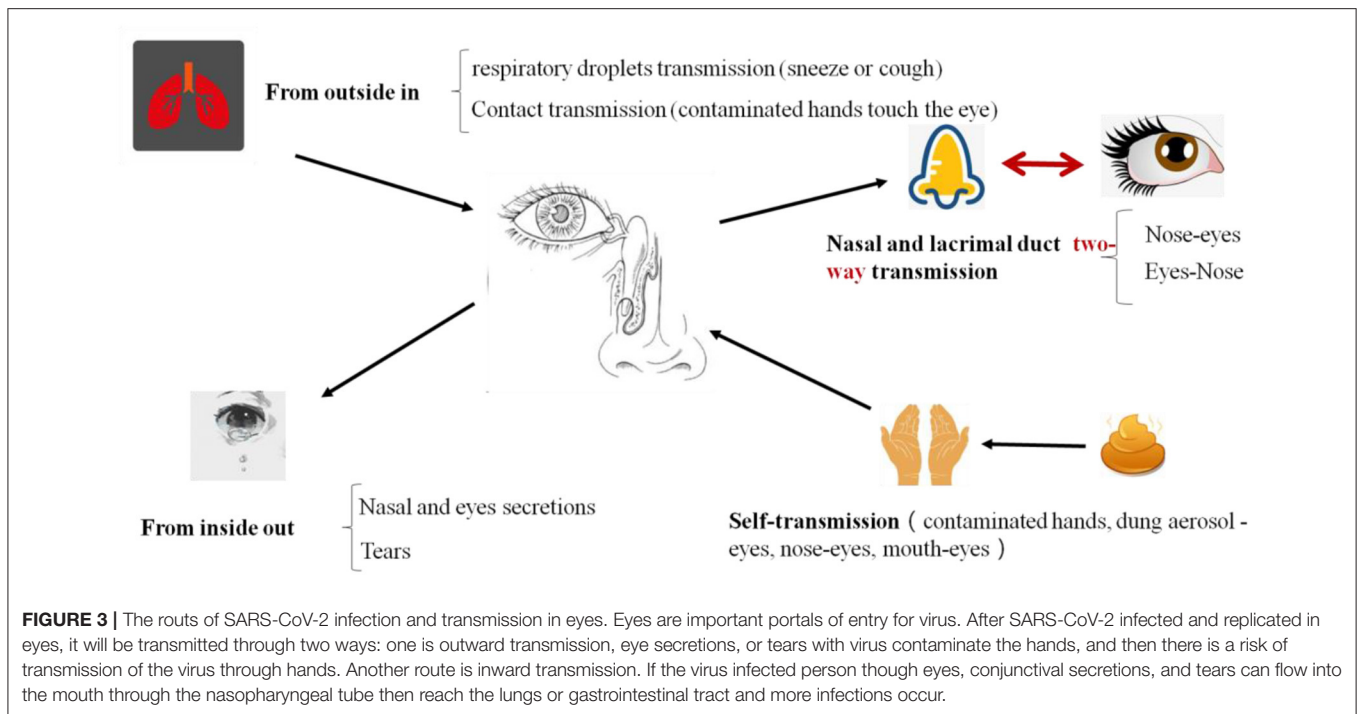 From outside in
respiratory droplets transmission (sneeze or cough)
Contact transmission (contaminated hands touch the eye)
Nasal and lacrimal duct two-
way transmission
Nose-eyes
Eyes-Nose
From inside out
Nasal and eyes secretions
Tears
Self-transmission ( contaminated hands, dung aerosol -
eyes, nose-eyes, mouth-eyes )
FIGURE 3 | The routs of SARS-CoV-2 infection and transmission in eyes. Eyes are important portals of entry for virus. After SARS-CoV-2 infected and replicated in
eyes, it will be transmitted through two ways: one is outward transmission, eye secretions, or tears with virus contaminate the hands, and then there is a risk of
transmission of the virus through hands. Another route is inward transmission. If the virus infected person though eyes, conjunctival secretions, and tears can flow into
the mouth through the nasopharyngeal tube then reach the lungs or gastrointestinal tract and more infections occur.